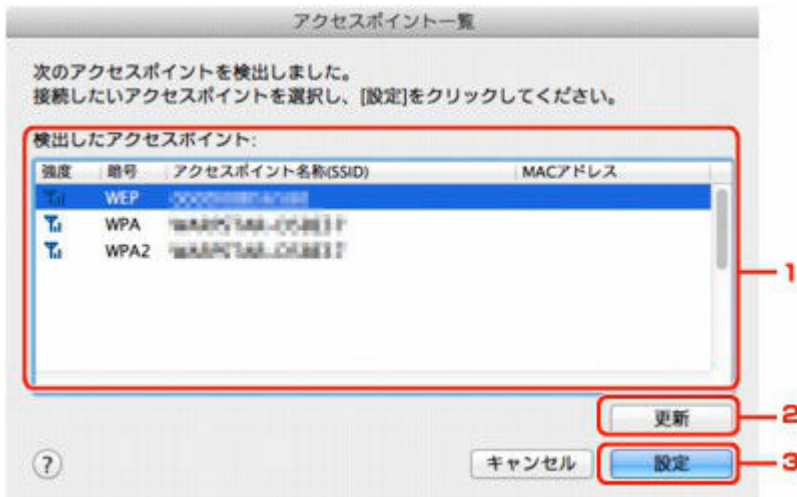 アクセスポイント一覧
次のアクセスポイントを検出しました。
接続したいアクセスポイントを選択し、[設定]をクリックしてください。
検出したアクセスポイント:
強度 暗号 アクセスポイント名称(SSID) MACアドレス
WEP
WPA
WPA2
1
更新 2
? キャンセル 設定 3